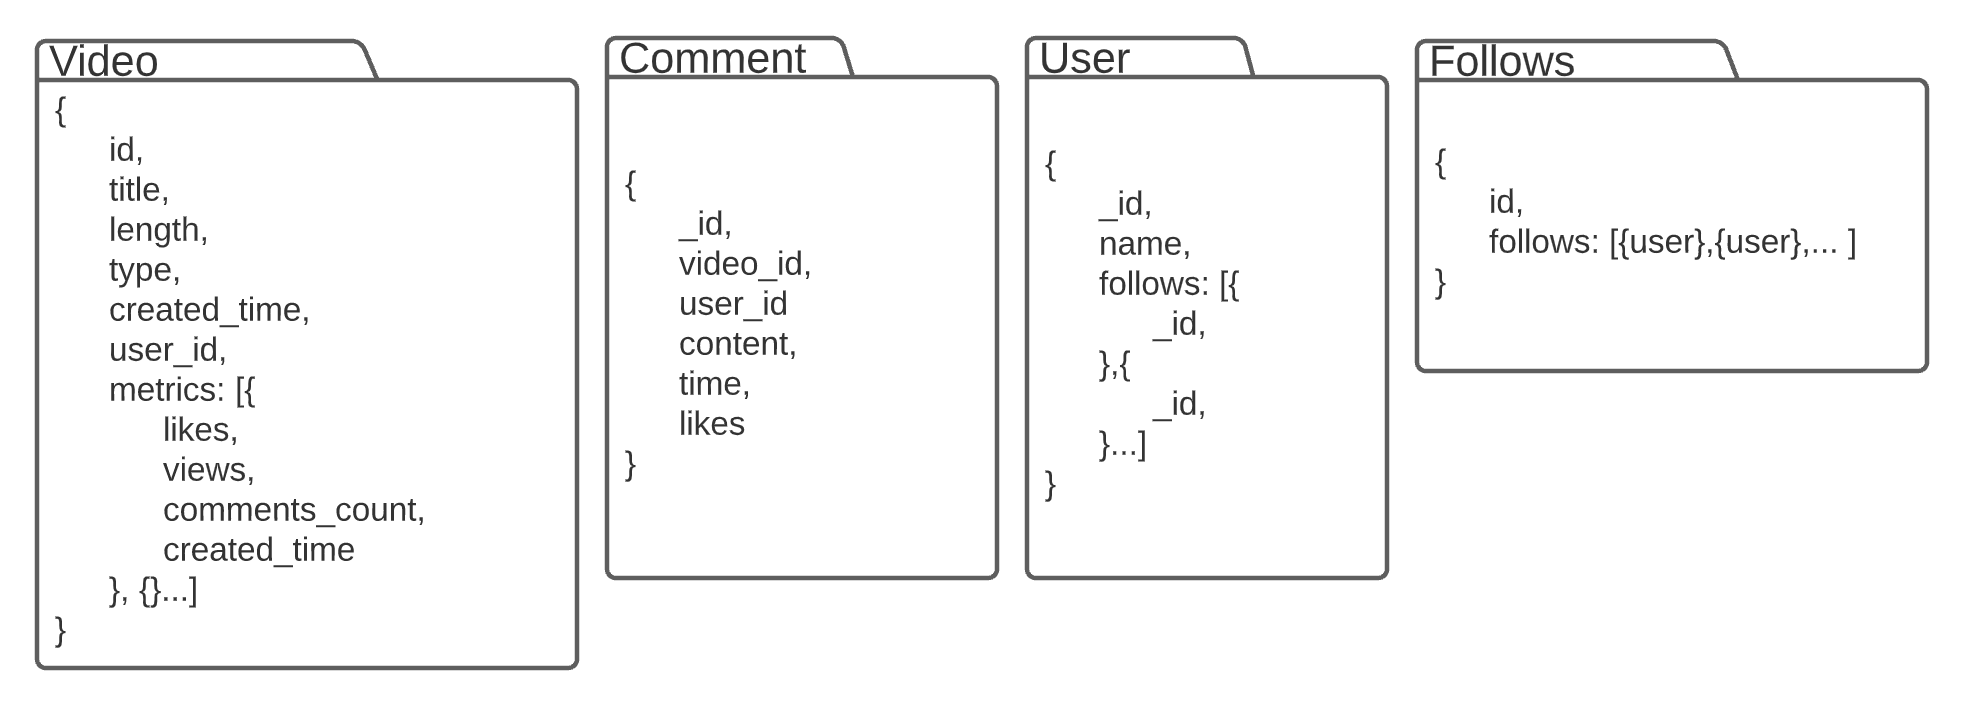 Video
{
id,
title,
length,
type,
created_time,
user_id,
metrics: [{
likes,
views,
comments_count,
created_time
}, {}...]
}
Comment
{
_id,
video_id,
user_id
content,
time,
likes
}
User
{
_id,
name,
follows: [{
_id,
},{
_id,
}...]
}
Follows
{
id,
follows: [{user},{user},... ]
}